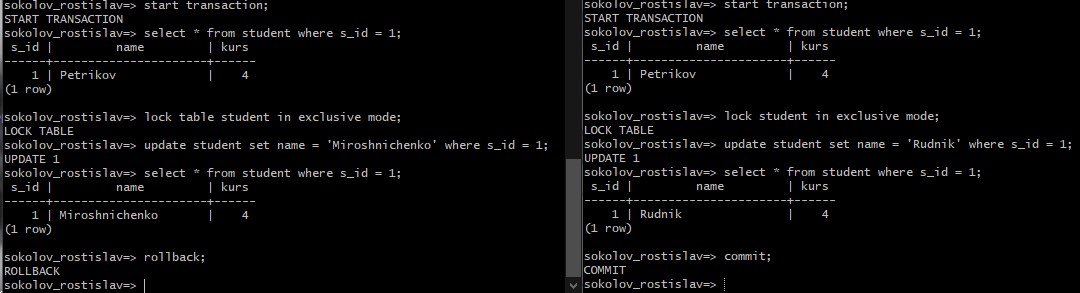 sokolov_rostislav=> start transaction;
START TRANSACTION
sokolov_rostislav=> select * from student where s_id = 1;
 s_id |         name         | kurs
------+----------------------+------
    1 | Petrikov             |    4
(1 row)

sokolov_rostislav=> lock table student in exclusive mode;
LOCK TABLE
sokolov_rostislav=> update student set name = 'Miroshnichenko' where s_id = 1;
UPDATE 1
sokolov_rostislav=> select * from student where s_id = 1;
 s_id |         name         | kurs
------+----------------------+------
    1 | Miroshnichenko       |    4
(1 row)

sokolov_rostislav=> rollback;
ROLLBACK
sokolov_rostislav=>
sokolov_rostislav=> start transaction;
START TRANSACTION
sokolov_rostislav=> select * from student where s_id = 1;
 s_id |         name         | kurs
------+----------------------+------
    1 | Petrikov             |    4
(1 row)

sokolov_rostislav=> lock student in exclusive mode;
LOCK TABLE
sokolov_rostislav=> update student set name = 'Rudnik' where s_id = 1;
UPDATE 1
sokolov_rostislav=> select * from student where s_id = 1;
 s_id |         name         | kurs
------+----------------------+------
    1 | Rudnik               |    4
(1 row)

sokolov_rostislav=> commit;
COMMIT
sokolov_rostislav=>